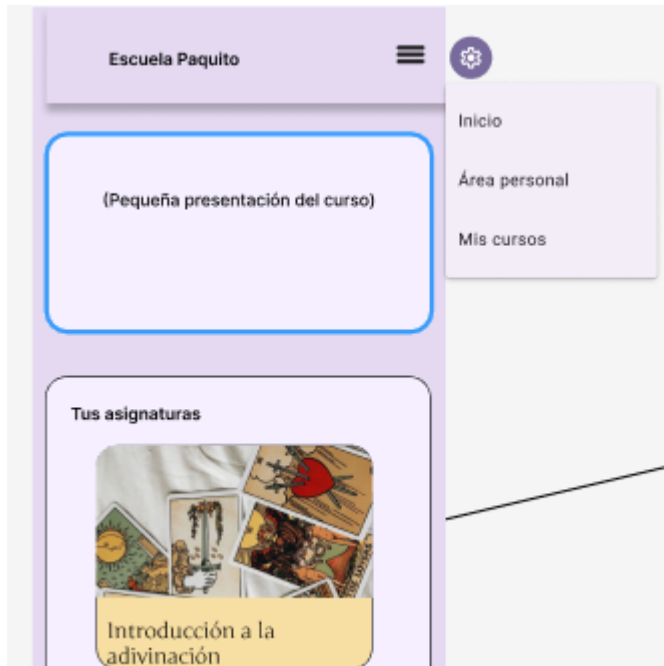 Escuela Paquito
Inicio
Área personal
Mis cursos
(Pequeña presentación del curso)
Tus asignaturas
Introducción a la
adivinación